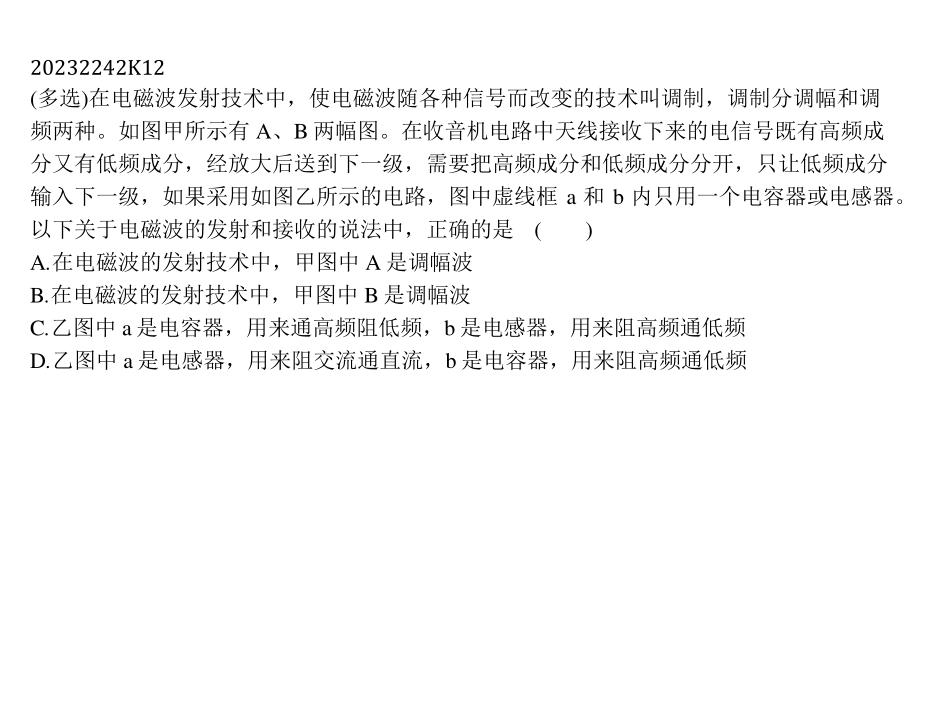 20232242K12
(多选)在电磁波发射技术中，使电磁波随各种信号而改变的技术叫调制，调制分调幅和调
频两种。如图甲所示有 A、B 两幅图。在收音机电路中天线接收下来的电信号既有高频成
分又有低频成分，经放大后送到下一级，需要把高频成分和低频成分分开，只让低频成分
输入下一级，如果采用如图乙所示的电路，图中虚线框 a 和 b 内只用一个电容器或电感器。
以下关于电磁波的发射和接收的说法中，正确的是 (  )
A.在电磁波的发射技术中，甲图中 A 是调幅波
B.在电磁波的发射技术中，甲图中 B 是调幅波
C.乙图中 a 是电容器，用来通高频阻低频，b 是电感器，用来阻高频通低频
D.乙图中 a 是电感器，用来阻交流通直流，b 是电容器，用来阻高频通低频